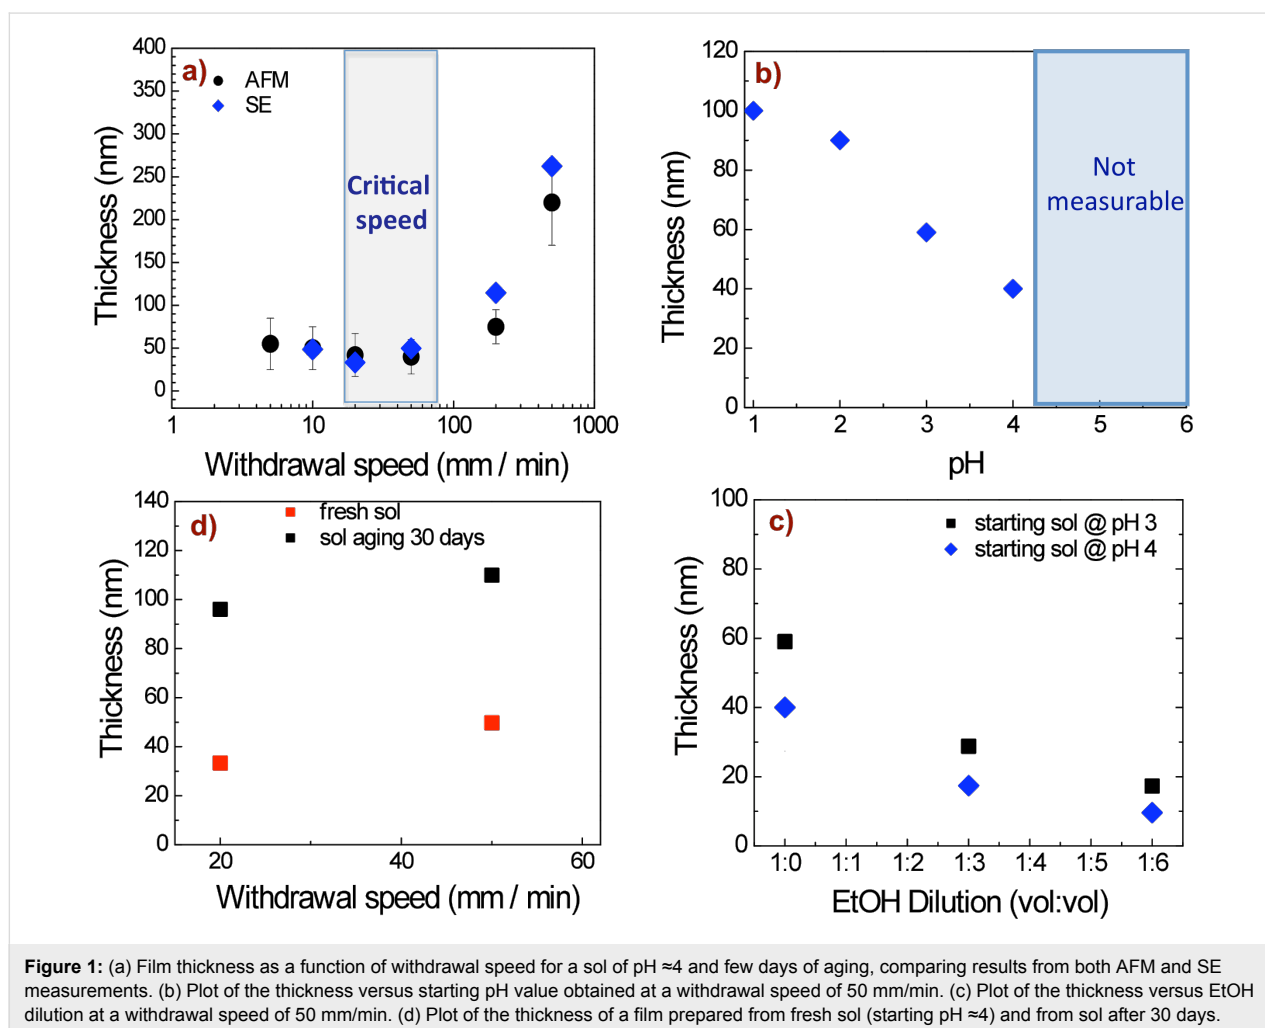 a)
AFM
SE
Critical
speed
400
350
300
250
200
150
100
50
0
1
10
100
1000
Thickness (nm)
Withdrawal speed (mm / min)
b)
Not
measurable
120
100
80
60
40
20
0
1
2
3
4
5
6
Thickness (nm)
pH
d)
fresh sol
sol aging 30 days
140
120
100
80
60
40
20
0
20
40
60
Thickness (nm)
Withdrawal speed (mm / min)
c)
starting sol @ pH 3
starting sol @ pH 4
100
80
60
40
20
0
1:0
1:1
1:2
1:3
1:4
1:5
1:6
Thickness (nm)
EtOH Dilution (vol:vol)
Figure 1: (a) Film thickness as a function of withdrawal speed for a sol of pH ≈4 and few days of aging, comparing results from both AFM and SE
measurements. (b) Plot of the thickness versus starting pH value obtained at a withdrawal speed of 50 mm/min. (c) Plot of the thickness versus EtOH
dilution at a withdrawal speed of 50 mm/min. (d) Plot of the thickness of a film prepared from fresh sol (starting pH ≈4) and from sol after 30 days.